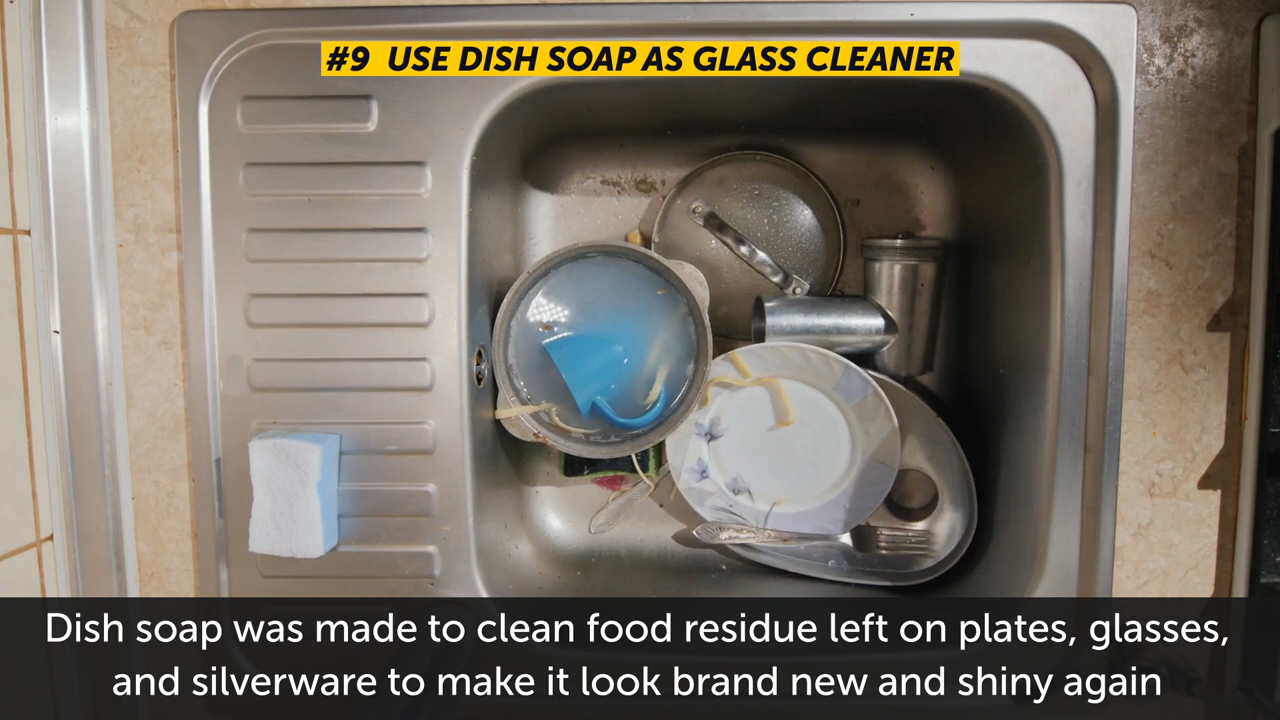 #9 USE DISH SOAP AS GLASS CLEANER
Dish soap was made to clean food residue left on plates, glasses,
and silverware to make it look brand new and shiny again